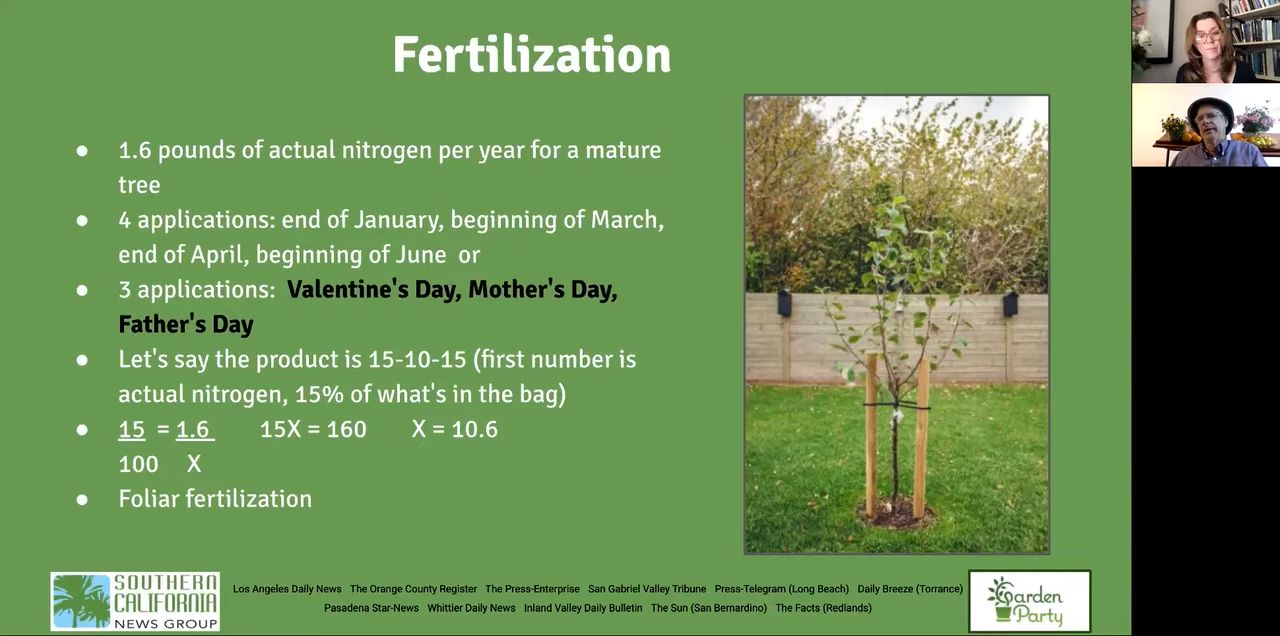 Fertilization
● 1.6 pounds of actual nitrogen per year for a mature
tree
● 4 applications: end of January, beginning of March,
end of April, beginning of June or
● 3 applications: Valentine's Day, Mother's Day,
Father's Day
● Let's say the product is 15-10-15 (first number is
actual nitrogen, 15% of what's in the bag)
● 15 = 1.6 15X = 160 X = 10.6
100 X
● Foliar fertilization
SOUTHERN
CALIFORNIA
NEWS GROUP
Los Angeles Daily News The Orange County Register The Press-Enterprise San Gabriel Valley Tribune Press-Telegram (Long Beach) Daily Breeze (Torrance)
Pasadena Star-News Whittier Daily News Inland Valley Daily Bulletin The Sun (San Bernardino) The Facts (Redlands)
Garden
Party